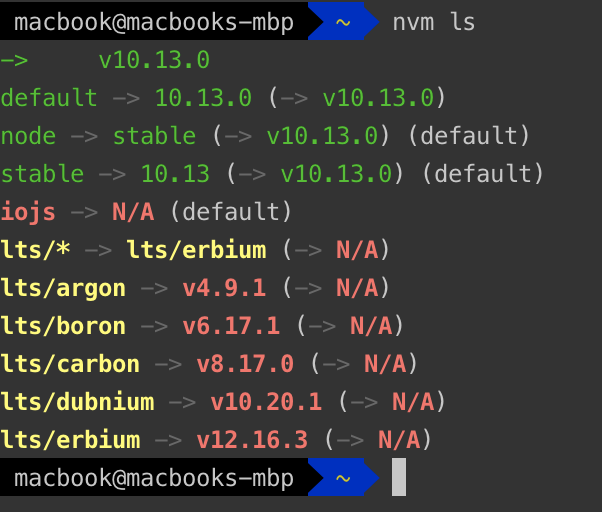 macbook@macbooks-mbp ~ nvm ls
-> v10.13.0
default -> 10.13.0 (-> v10.13.0)
node -> stable (-> v10.13.0) (default)
stable -> 10.13 (-> v10.13.0) (default)
iojs -> N/A (default)
lts/* -> lts/erbium (-> N/A)
lts/argon -> v4.9.1 (-> N/A)
lts/boron -> v6.17.1 (-> N/A)
lts/carbon -> v8.17.0 (-> N/A)
lts/dubnium -> v10.20.1 (-> N/A)
lts/erbium -> v12.16.3 (-> N/A)
macbook@macbooks-mbp ~